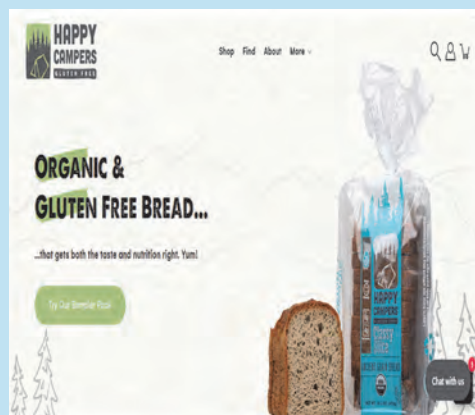 HAPPY
CAMPERS
GLUTEN FREE
Shop Find About More
ORGANIC &
GLUTEN FREE BREAD...
...that gets both the taste and nutrition right. Yum!
Try Our Breedier Pack!
HAPPY
CAMPERS
Chat with us